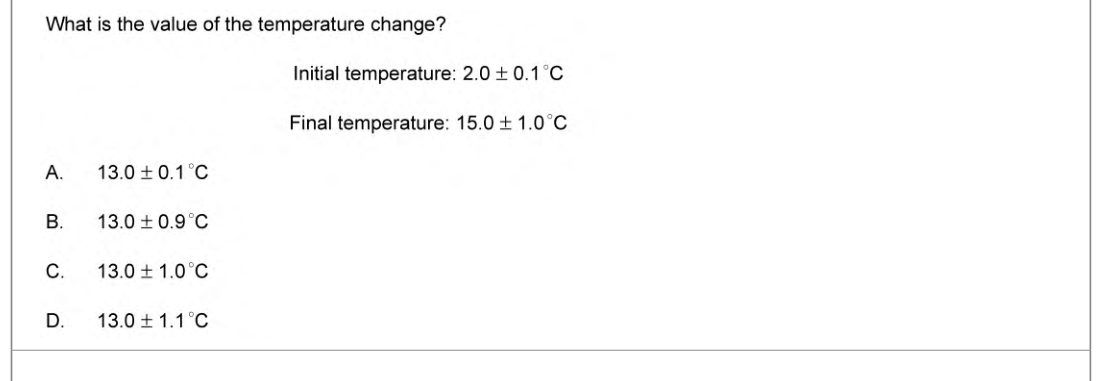 What is the value of the temperature change?
Initial temperature: 2.0 ± 0.1 °C
Final temperature: 15.0 ± 1.0 °C
A. 13.0 ± 0.1 °C
B. 13.0 ± 0.9 °C
C. 13.0 ± 1.0 °C
D. 13.0 ± 1.1 °C